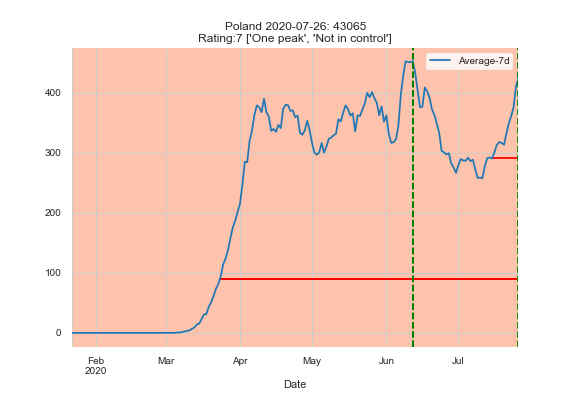 Poland 2020-07-26: 43065
Rating:7 ['One peak', 'Not in control']
Average-7d
400
300
200
100
0
Feb
2020
Mar
Apr
May
Jun
Jul
Date